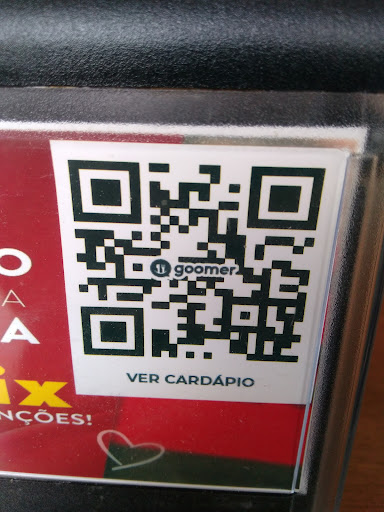 O
A
A
ix
NÇÕES!
goomer
VER CARDÁPIO